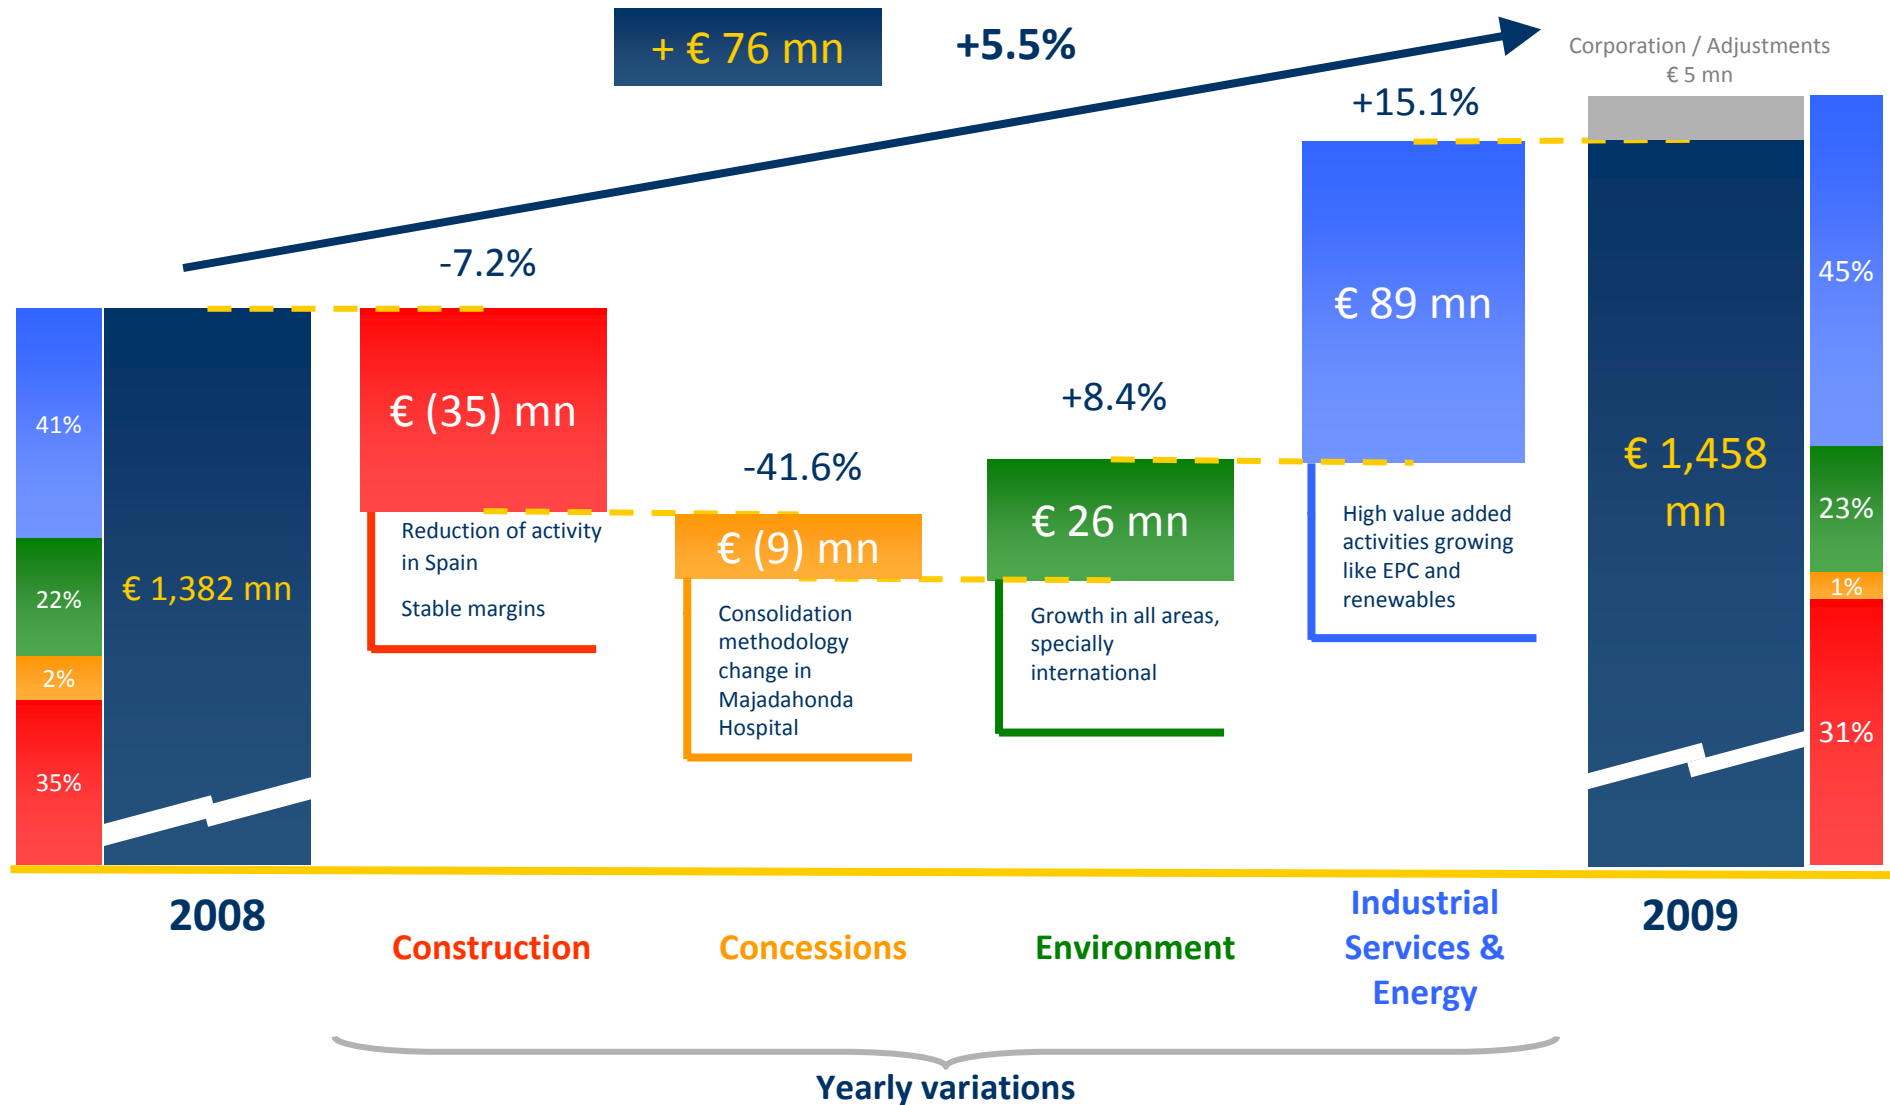 + € 76 mn
+5.5%
Corporation / Adjustments
€ 5 mn
+15.1%
-7.2%
€ 89 mn
45%
€ (35) mn
+8.4%
41%
-41.6%
€ 1,458
mn
€ 26 mn
23%
Reduction of activity
in Spain
Stable margins
€ (9) mn
High value added
activities growing
like EPC and
renewables
€ 1,382 mn
22%
1%
Consolidation
methodology
change in
Majadahonda
Hospital
Growth in all areas,
specially
international
2%
31%
35%
2008
Construction
Concessions
Environment
Industrial
Services &
Energy
2009
Yearly variations